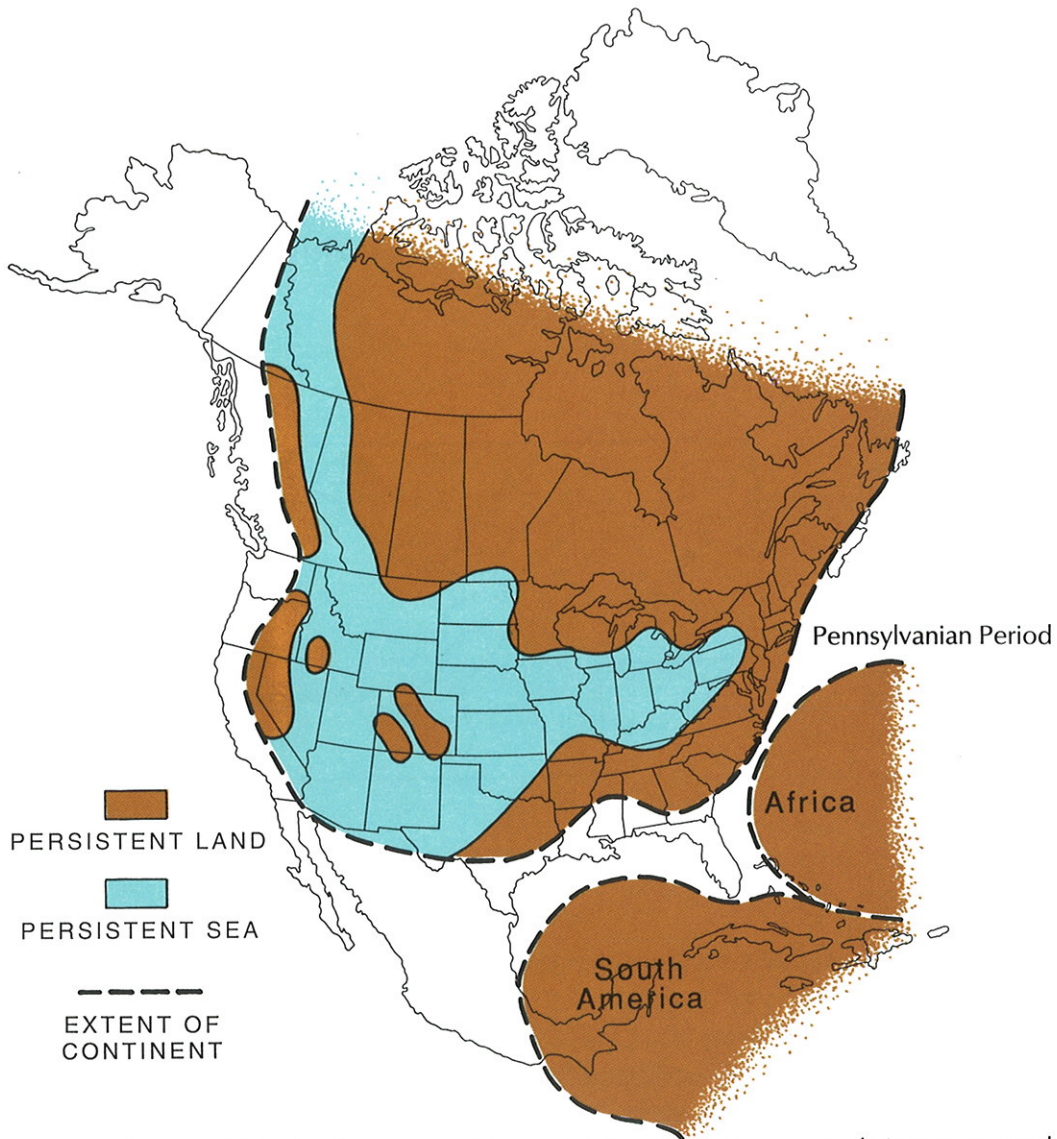 Pennsylvanian Period
Africa
PERSISTENT LAND
PERSISTENT SEA
South
America
EXTENT OF
CONTINENT